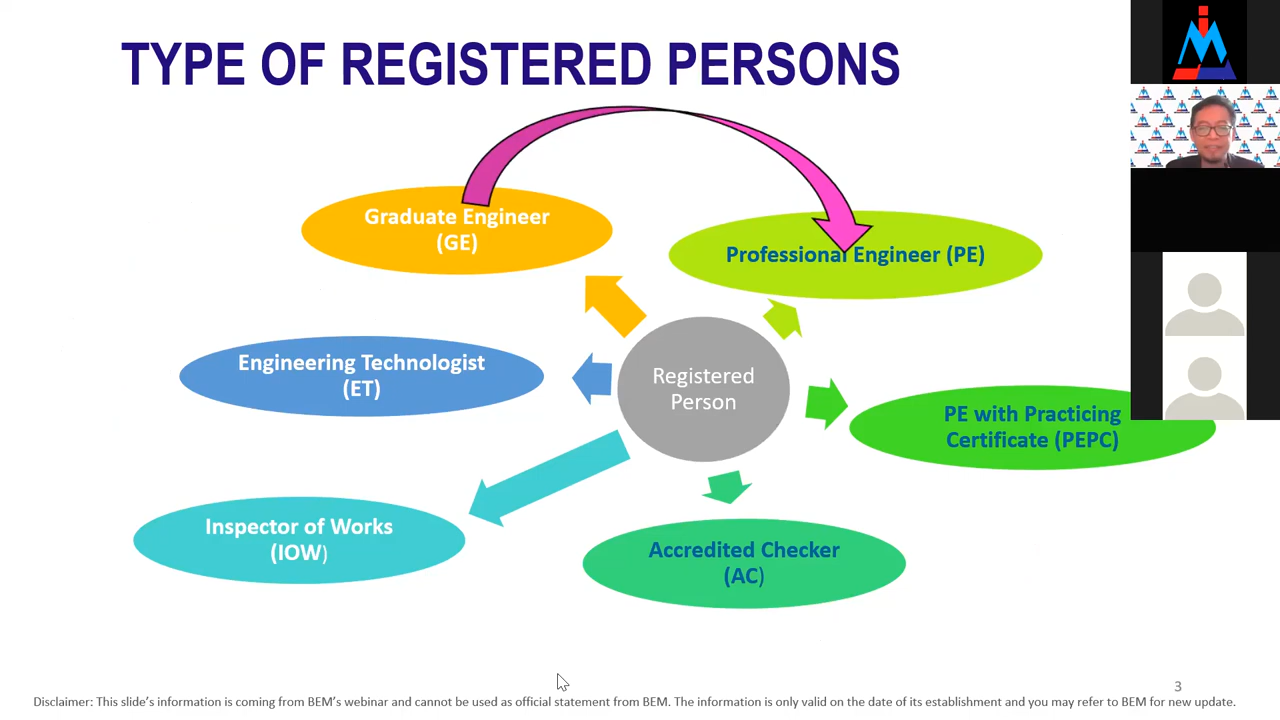 TYPE OF REGISTERED PERSONS
Graduate Engineer
(GE)
Professional Engineer (PE)
Engineering Technologist
(ET)
Registered
Person
PE with Practicing
Certificate (PEPC)
Inspector of Works
(IOW)
Accredited Checker
(AC)
3
Disclaimer: This slide's information is coming from BEM's webinar and cannot be used as official statement from BEM. The information is only valid on the date of its establishment and you may refer to BEM for new update.